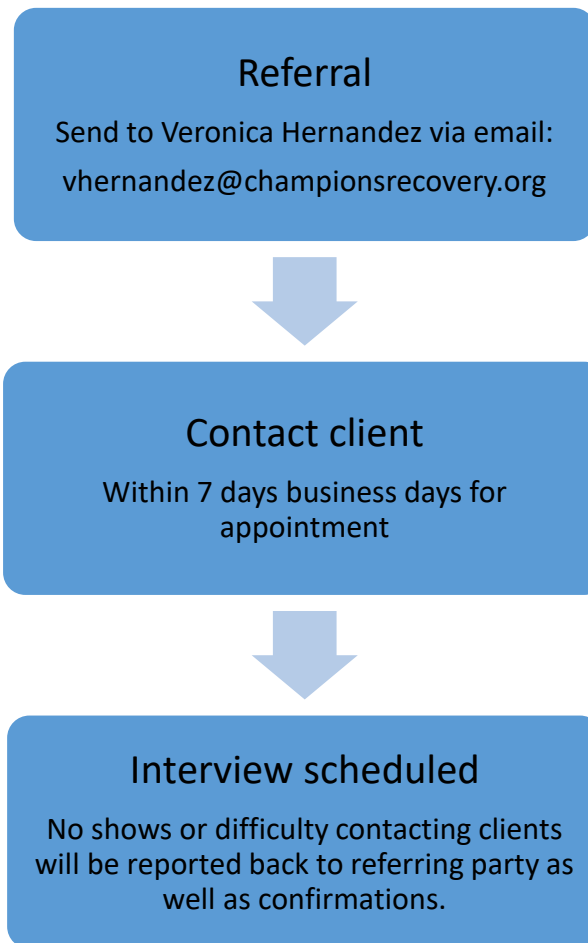 Referral
Send to Veronica Hernandez via email:
vhernandez@championsrecovery.org
Contact client
Within 7 days business days for
appointment
Interview scheduled
No shows or difficulty contacting clients
will be reported back to referring party as
well as confirmations.